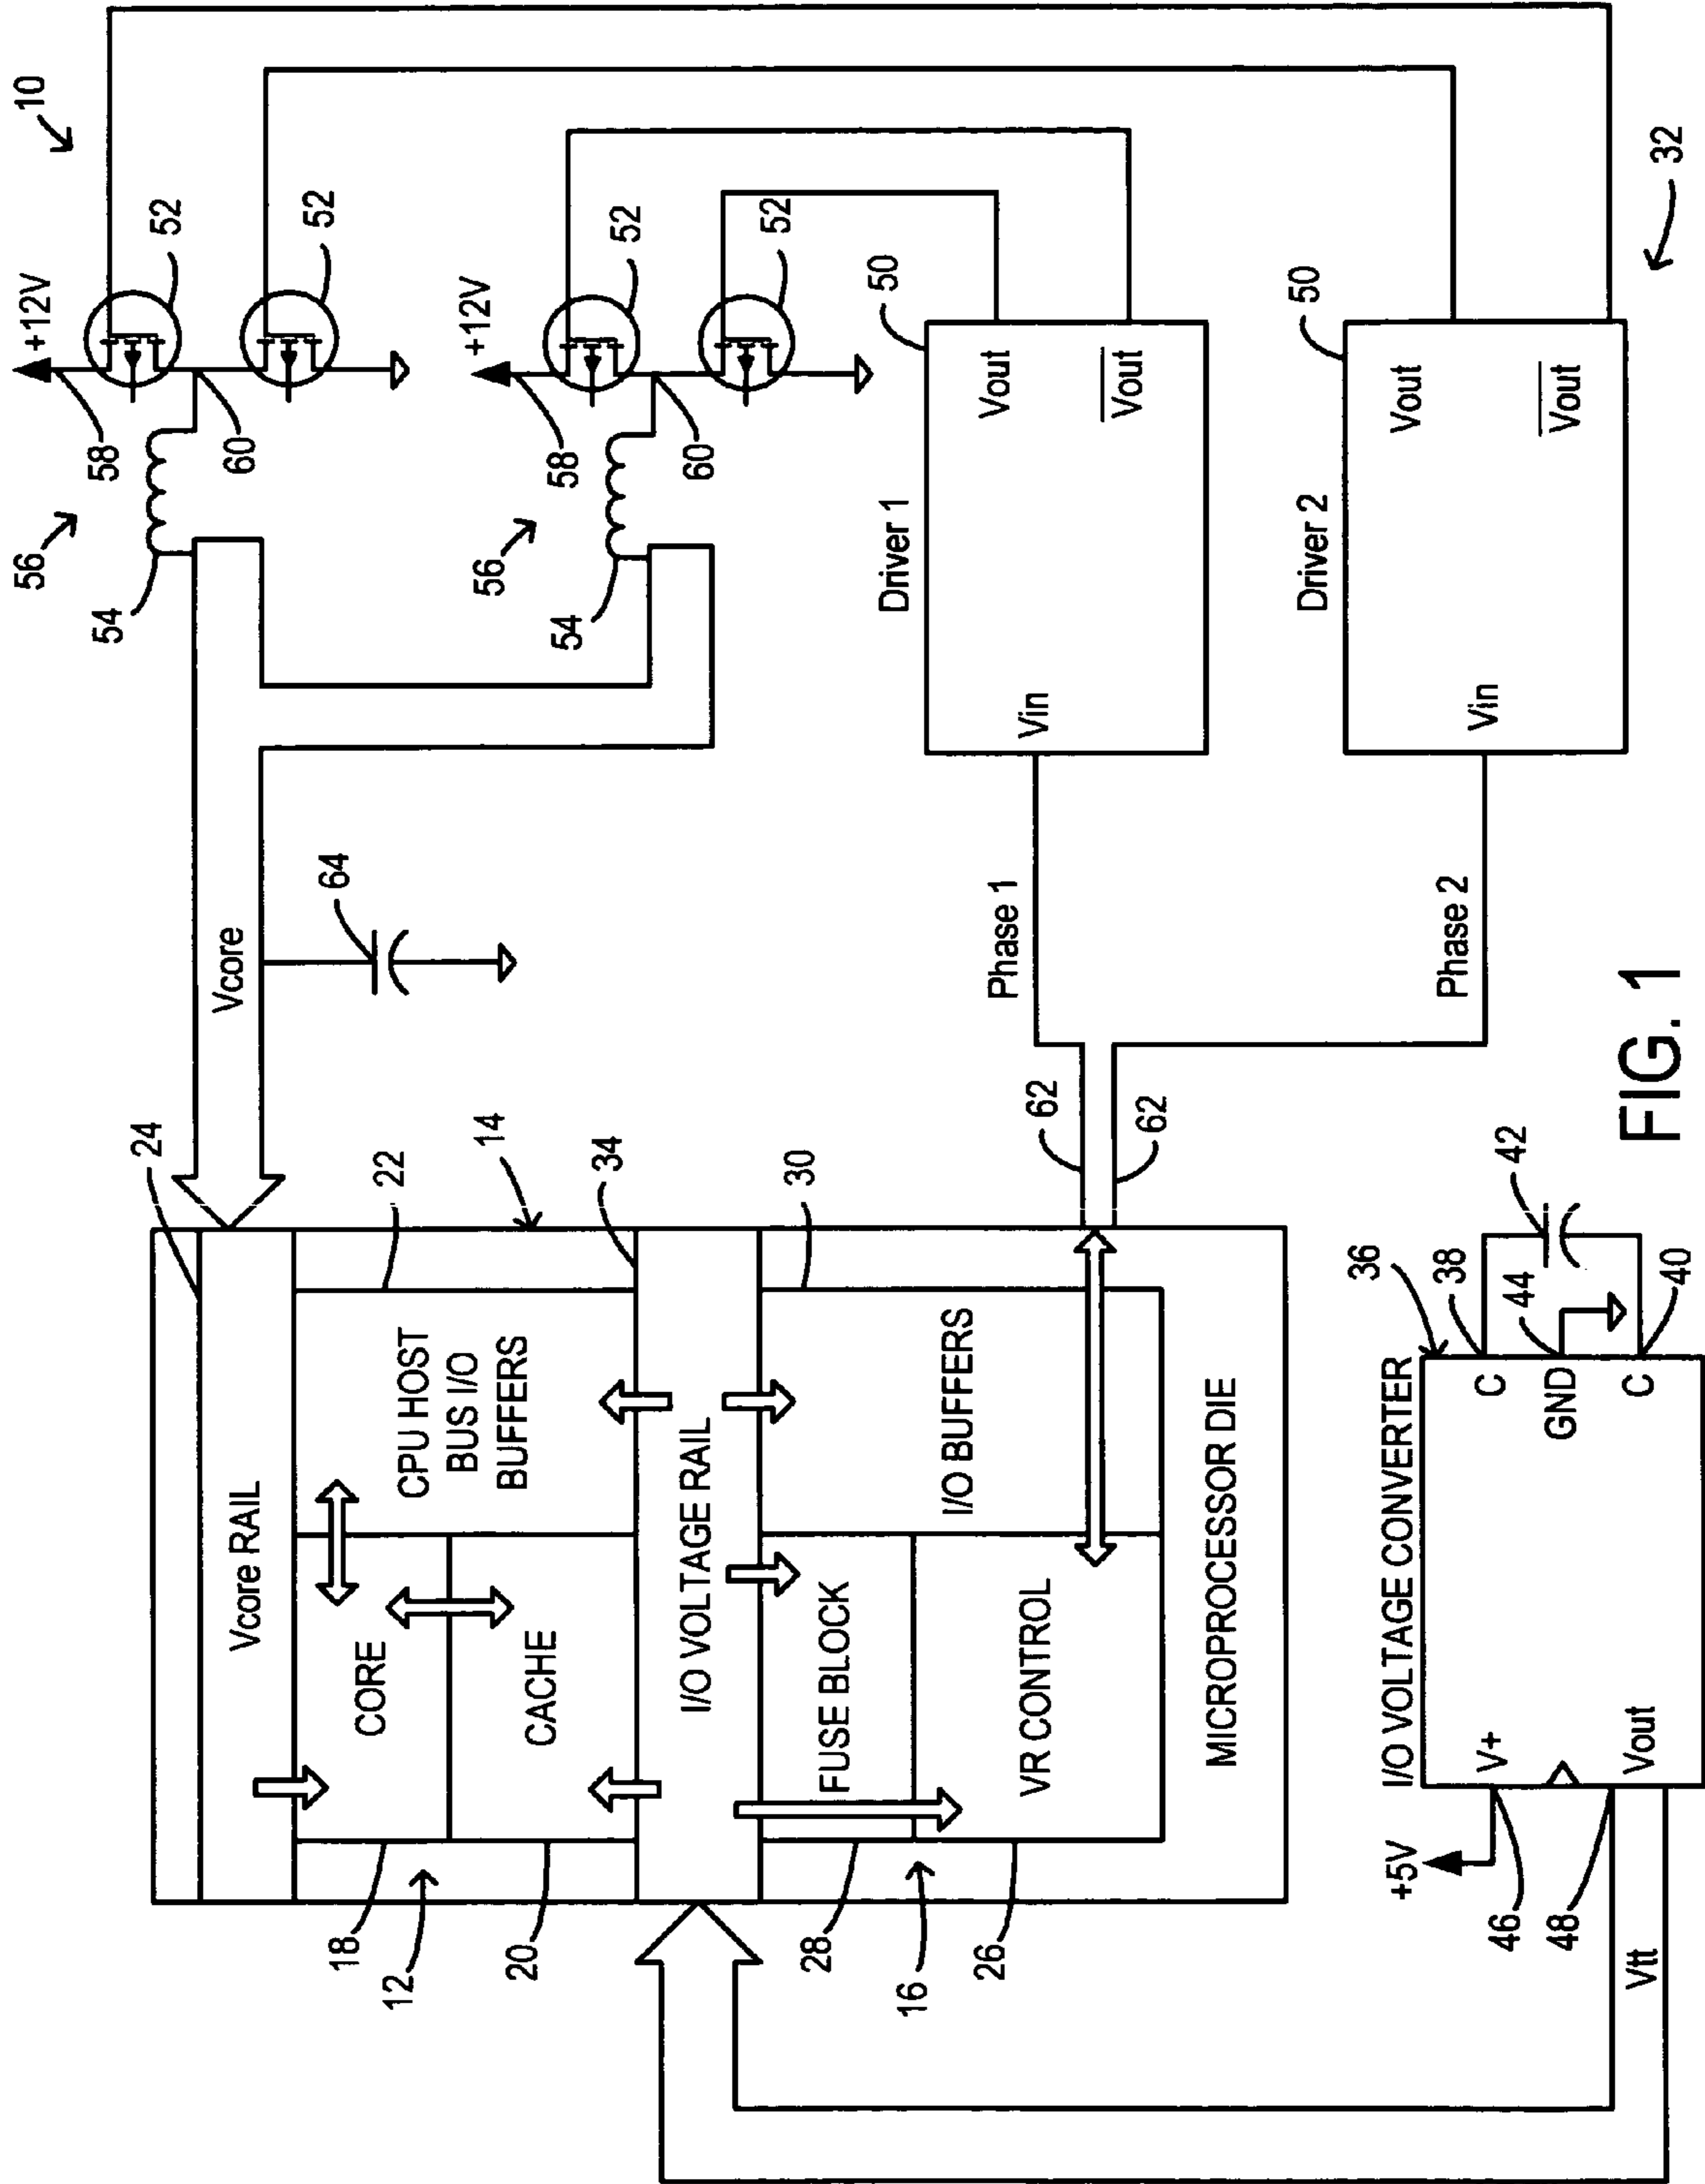 10
+12V
52
52
58
60
56
54
+12V
52
52
58
60
56
54
24
Vcore
64
Vcore RAIL
22
14
CPU HOST
BUS I/O
BUFFERS
CORE
CACHE
18
12
20
34
I/O VOLTAGE RAIL
30
I/O BUFFERS
FUSE BLOCK
VR CONTROL
28
16
26
MICROPROCESSOR DIE
62
62
Phase 1
Phase 2
Driver 1
50
Vin
Vout
Vout
Driver 2
50
Vin
Vout
Vout
32
I/O VOLTAGE CONVERTER
36
38
44
42
40
+5V
V+
C
GND
C
Vout
46
48
Vtt
FIG. 1